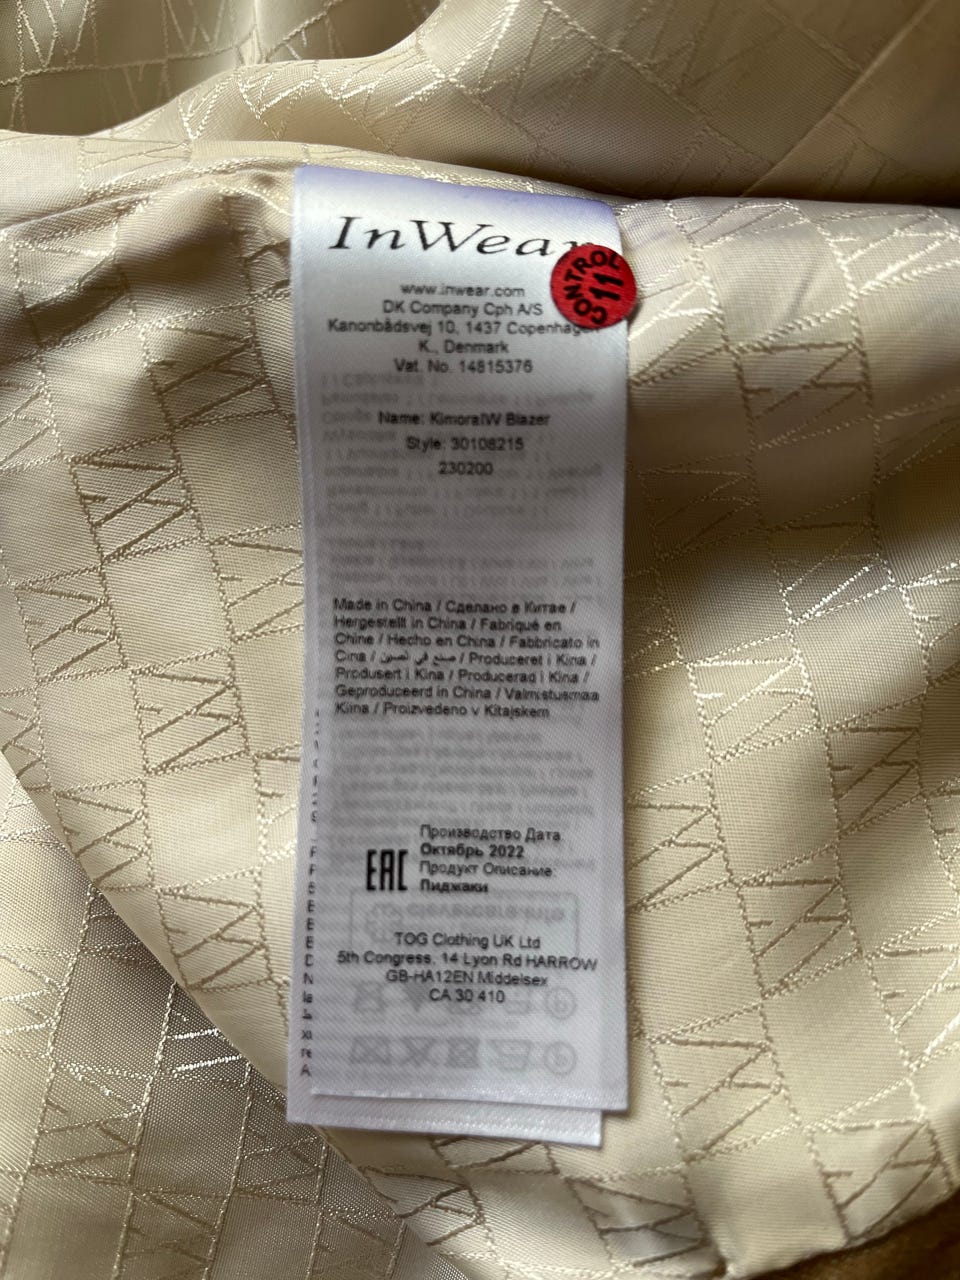 InWear
CONTROL
11
www.inwear.com
DK Company Cph A/S
Kanonbådsvej 10, 1437 Copenhagen
K., Denmark
Vat. No. 14815376
Name: KimoraIW Blazer
Style: 30108215
230200
Made in China / Сделано в Китае /
Hergestellt in China / Fabriqué en
Chine / Hecho en China / Fabbricato in
Cina / صنع في الصين / Produceret i Kina /
Produsert i Kina / Producerad i Kina /
Geproduceerd in China / Valmistusmaa
Kiina / Proizvedeno v Kitajskem
Производство Дата
Октябрь 2022
EAC
Продукт Описание
Пиджаки
TOG Clothing UK Ltd
5th Congress, 14 Lyon Rd HARROW
GB-HA12EN Middelsex
CA 30 410